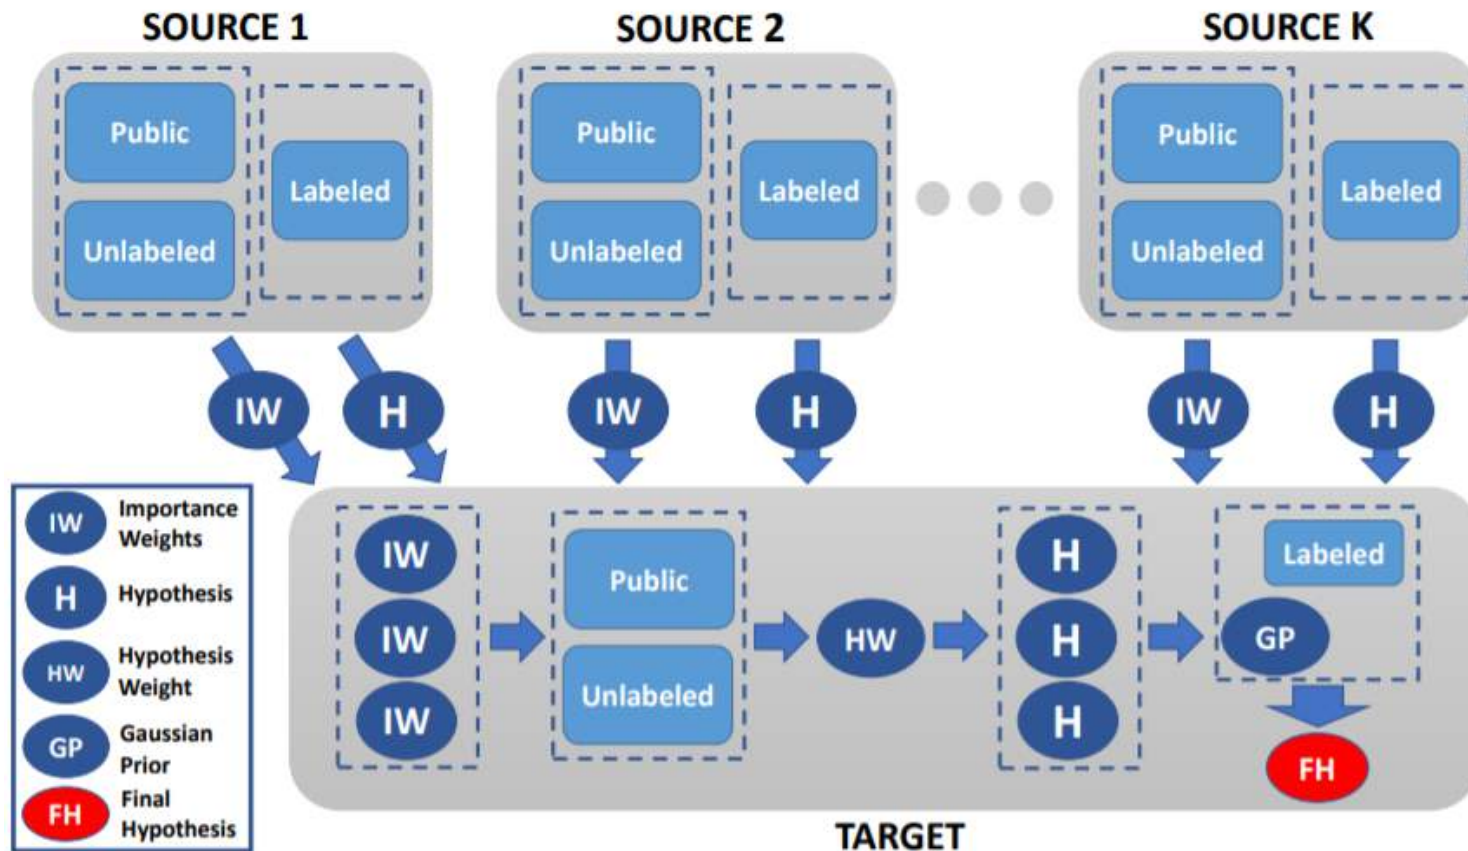 SOURCE 1
SOURCE 2
SOURCE K
Public
Unlabeled
Labeled
Public
Unlabeled
Labeled
Public
Unlabeled
Labeled
IW
H
IW
H
IW
H
IW
Importance
Weights
H
Hypothesis
HW
Hypothesis
Weight
GP
Gaussian
Prior
FH
Final
Hypothesis
IW
IW
IW
Public
Unlabeled
HW
H
H
H
Labeled
GP
FH
TARGET